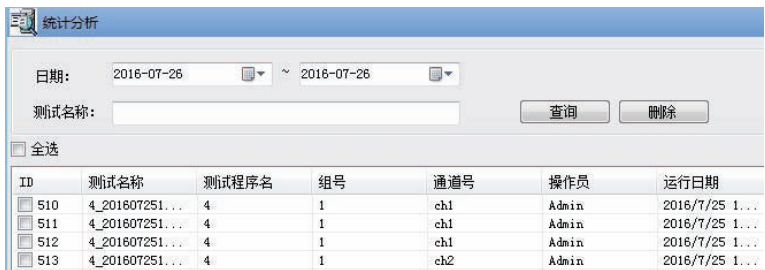 统计分析
日期: 2016-07-26 ~ 2016-07-26
测试名称: 查询 删除
全选
ID 测试名称 测试程序名 组号 通道号 操作员 运行日期
510 4_201607251... 4 1 ch1 Admin 2016/7/25 1...
511 4_201607251... 4 1 ch1 Admin 2016/7/25 1...
512 4_201607251... 4 1 ch1 Admin 2016/7/25 1...
513 4_201607251... 4 1 ch2 Admin 2016/7/25 1...